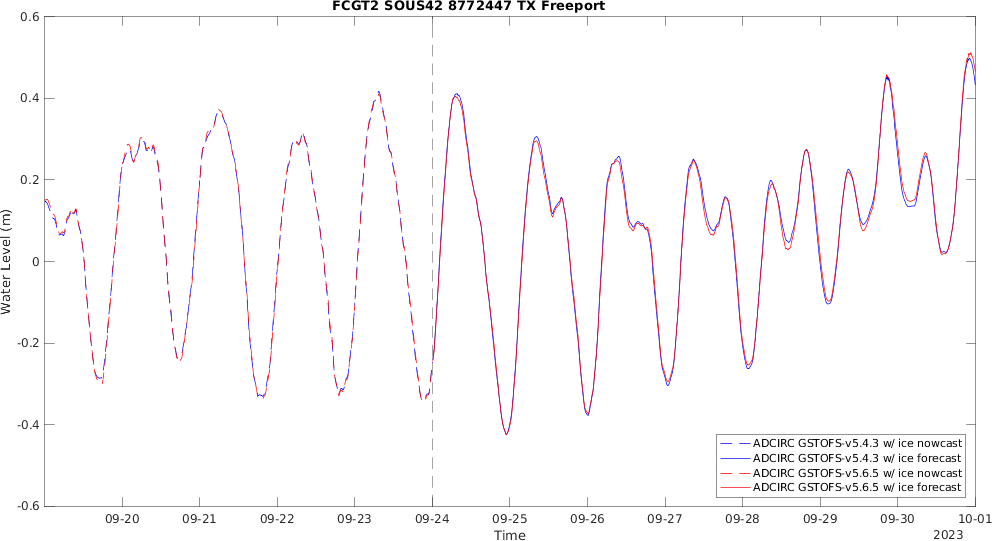 FCGT2 SOUS42 8772447 TX Freeport
Water Level (m)
0.6
0.4
0.2
0
-0.2
-0.4
-0.6
09-20 09-21 09-22 09-23 09-24 09-25 09-26 09-27 09-28 09-29 09-30 10-01
Time
2023
ADCIRC GSTOFS-v5.4.3 w/ ice nowcast
ADCIRC GSTOFS-v5.4.3 w/ ice forecast
ADCIRC GSTOFS-v5.6.5 w/ ice nowcast
ADCIRC GSTOFS-v5.6.5 w/ ice forecast